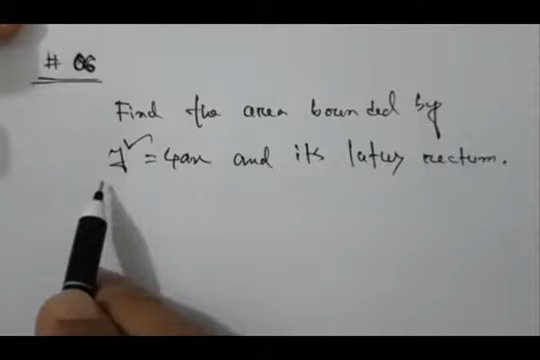 # 06
Find the area bounded by
y² = 4ax and its latus rectum.